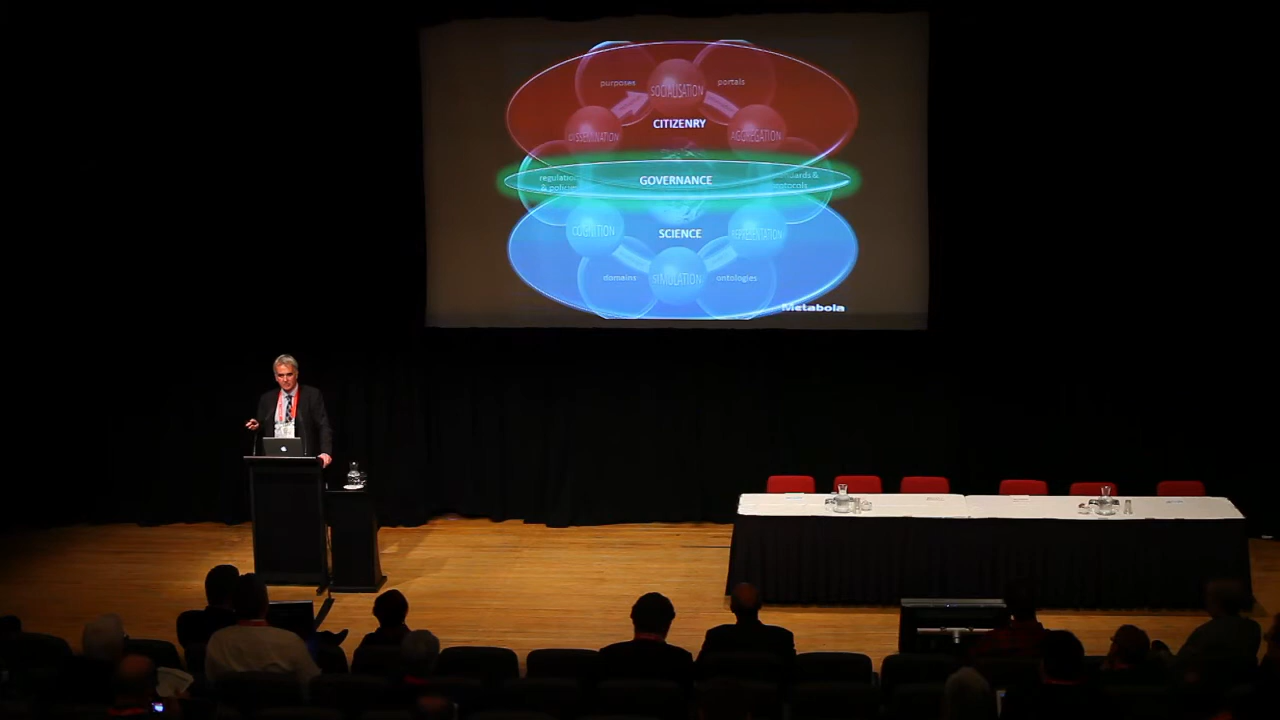 purposes
portals
SOCIALISATION
CITIZENRY
DISSEMINATION
AGGREGATION
GOVERNANCE
COGNITION
SCIENCE
REPRESENTATION
domains
SIMULATION
ontologies
Metabola